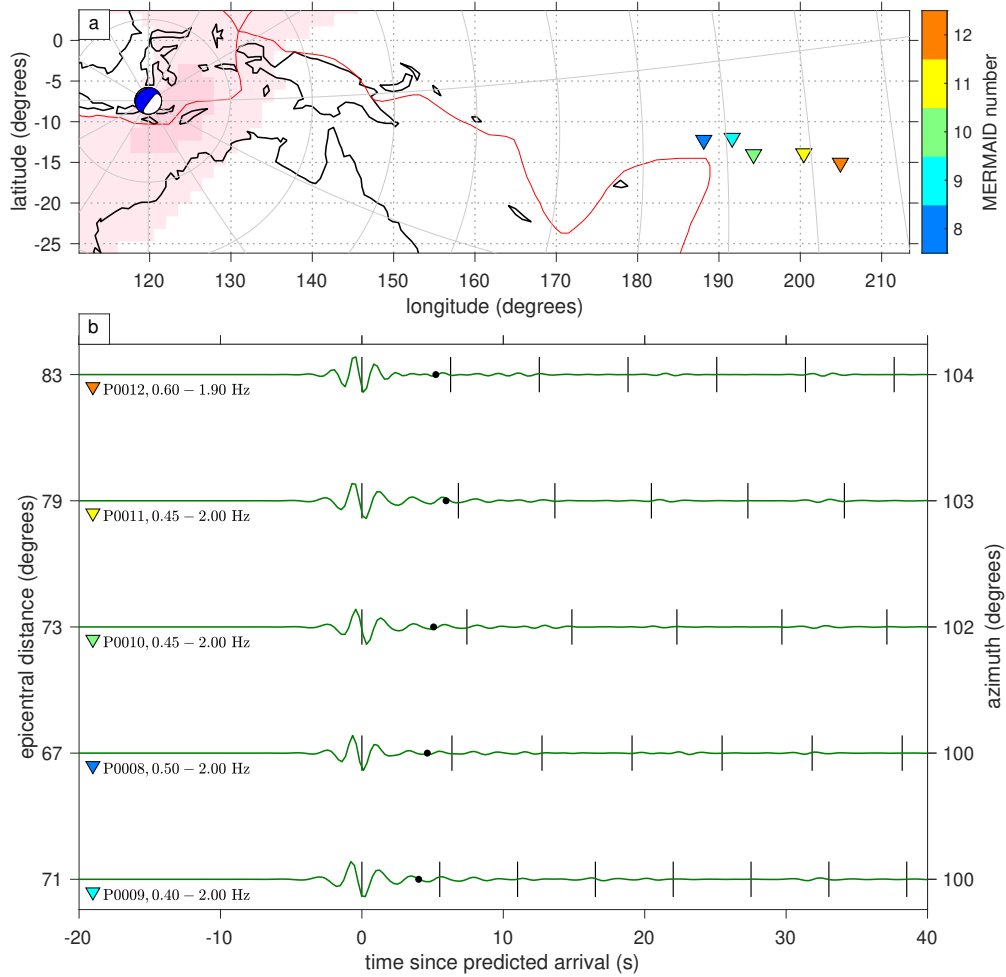 a
0
-5
-10
-15
-20
-25
latitude (degrees)
120 130 140 150 160 170 180 190 200 210
longitude (degrees)
12
11
10
9
8
MERMAID number
b
83 P0012, 0.60 − 1.90 Hz 104
79 P0011, 0.45 − 2.00 Hz 103
73 P0010, 0.45 − 2.00 Hz 102
67 P0008, 0.50 − 2.00 Hz 100
71 P0009, 0.40 − 2.00 Hz 100
epicentral distance (degrees)
azimuth (degrees)
-20 -10 0 10 20 30 40
time since predicted arrival (s)